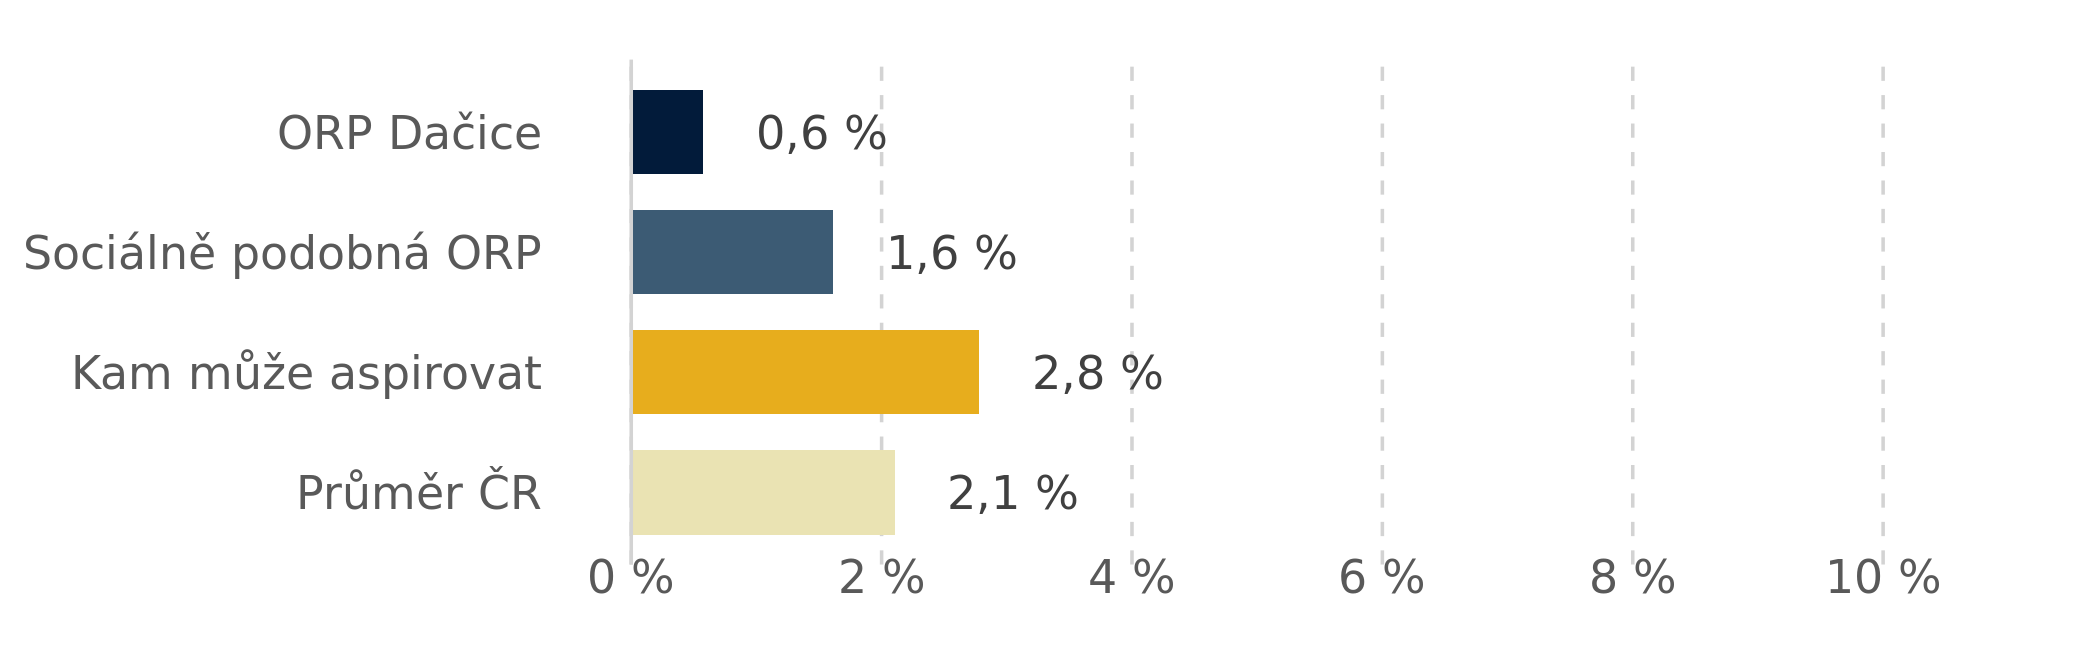 ORP Dačice 0,6 %
Sociálně podobná ORP 1,6 %
Kam může aspirovat 2,8 %
Průměr ČR 2,1 %
0 % 2 % 4 % 6 % 8 % 10 %